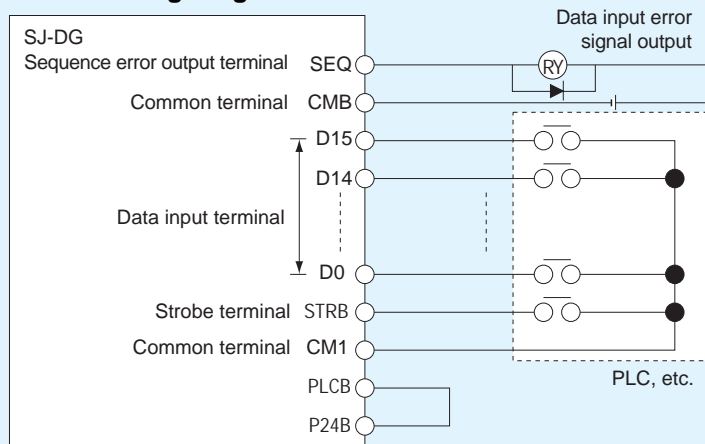 Data input error
signal output
SJ-DG
Sequence error output terminal SEQ
RY
Common terminal CMB
D15
D14
Data input terminal
D0
Strobe terminal STRB
Common terminal CM1
PLC, etc.
PLCB
P24B